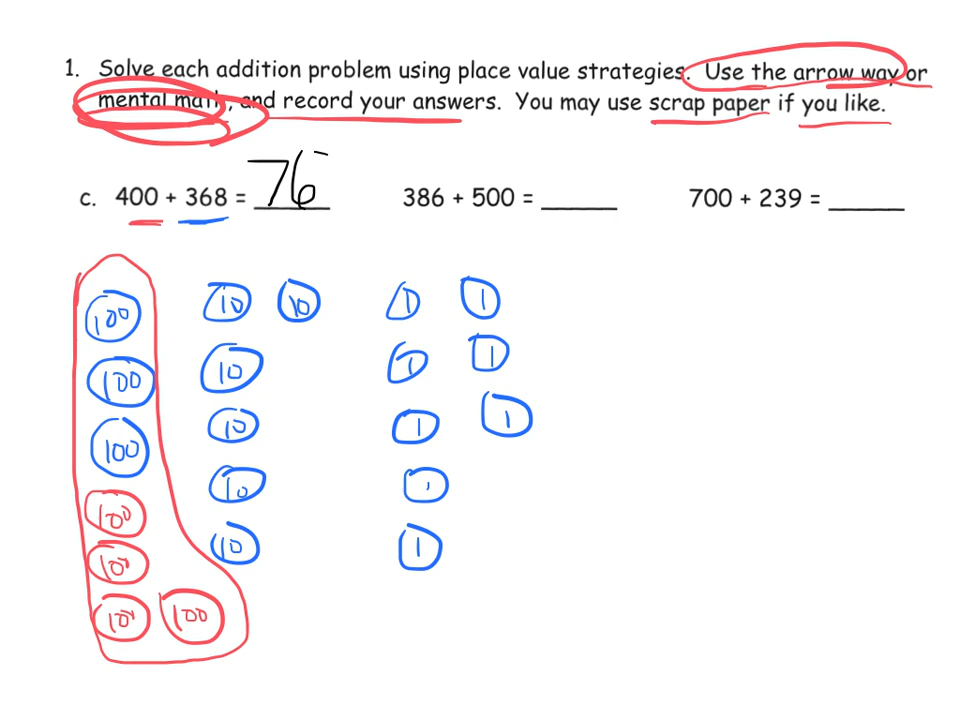 1. Solve each addition problem using place value strategies. Use the arrow way or
mental math, and record your answers. You may use scrap paper if you like.
c. 400 + 368 = 76 386 + 500 = ______ 700 + 239 = ______
100 10 10 1 1
100 10 1 1
100 10 1 1
100 10 1
100 10 1
100 100